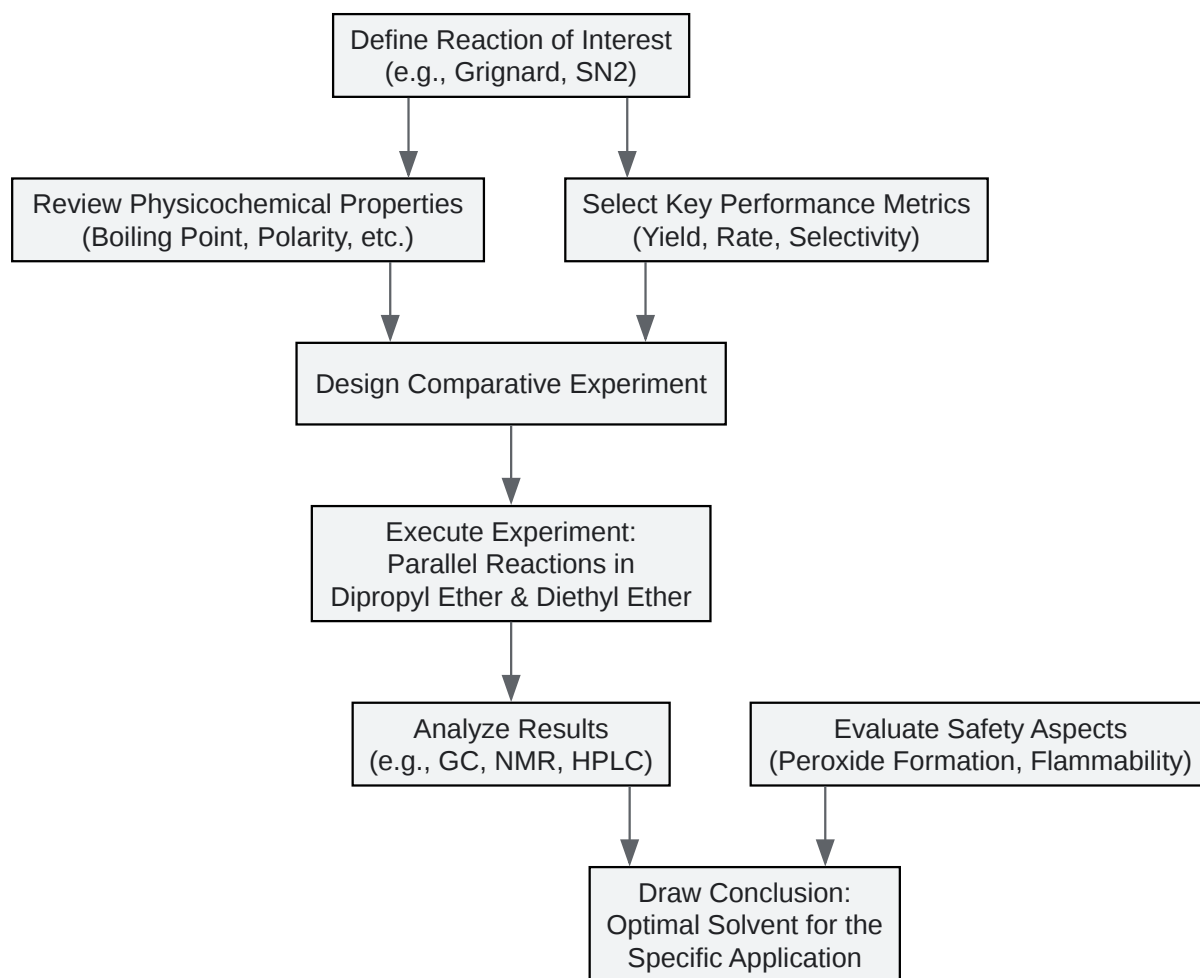 Define Reaction of Interest
(e.g., Grignard, SN2)
Review Physicochemical Properties
(Boiling Point, Polarity, etc.)
Select Key Performance Metrics
(Yield, Rate, Selectivity)
Design Comparative Experiment
Execute Experiment:
Parallel Reactions in
Dipropyl Ether & Diethyl Ether
Analyze Results
(e.g., GC, NMR, HPLC)
Evaluate Safety Aspects
(Peroxide Formation, Flammability)
Draw Conclusion:
Optimal Solvent for the
Specific Application